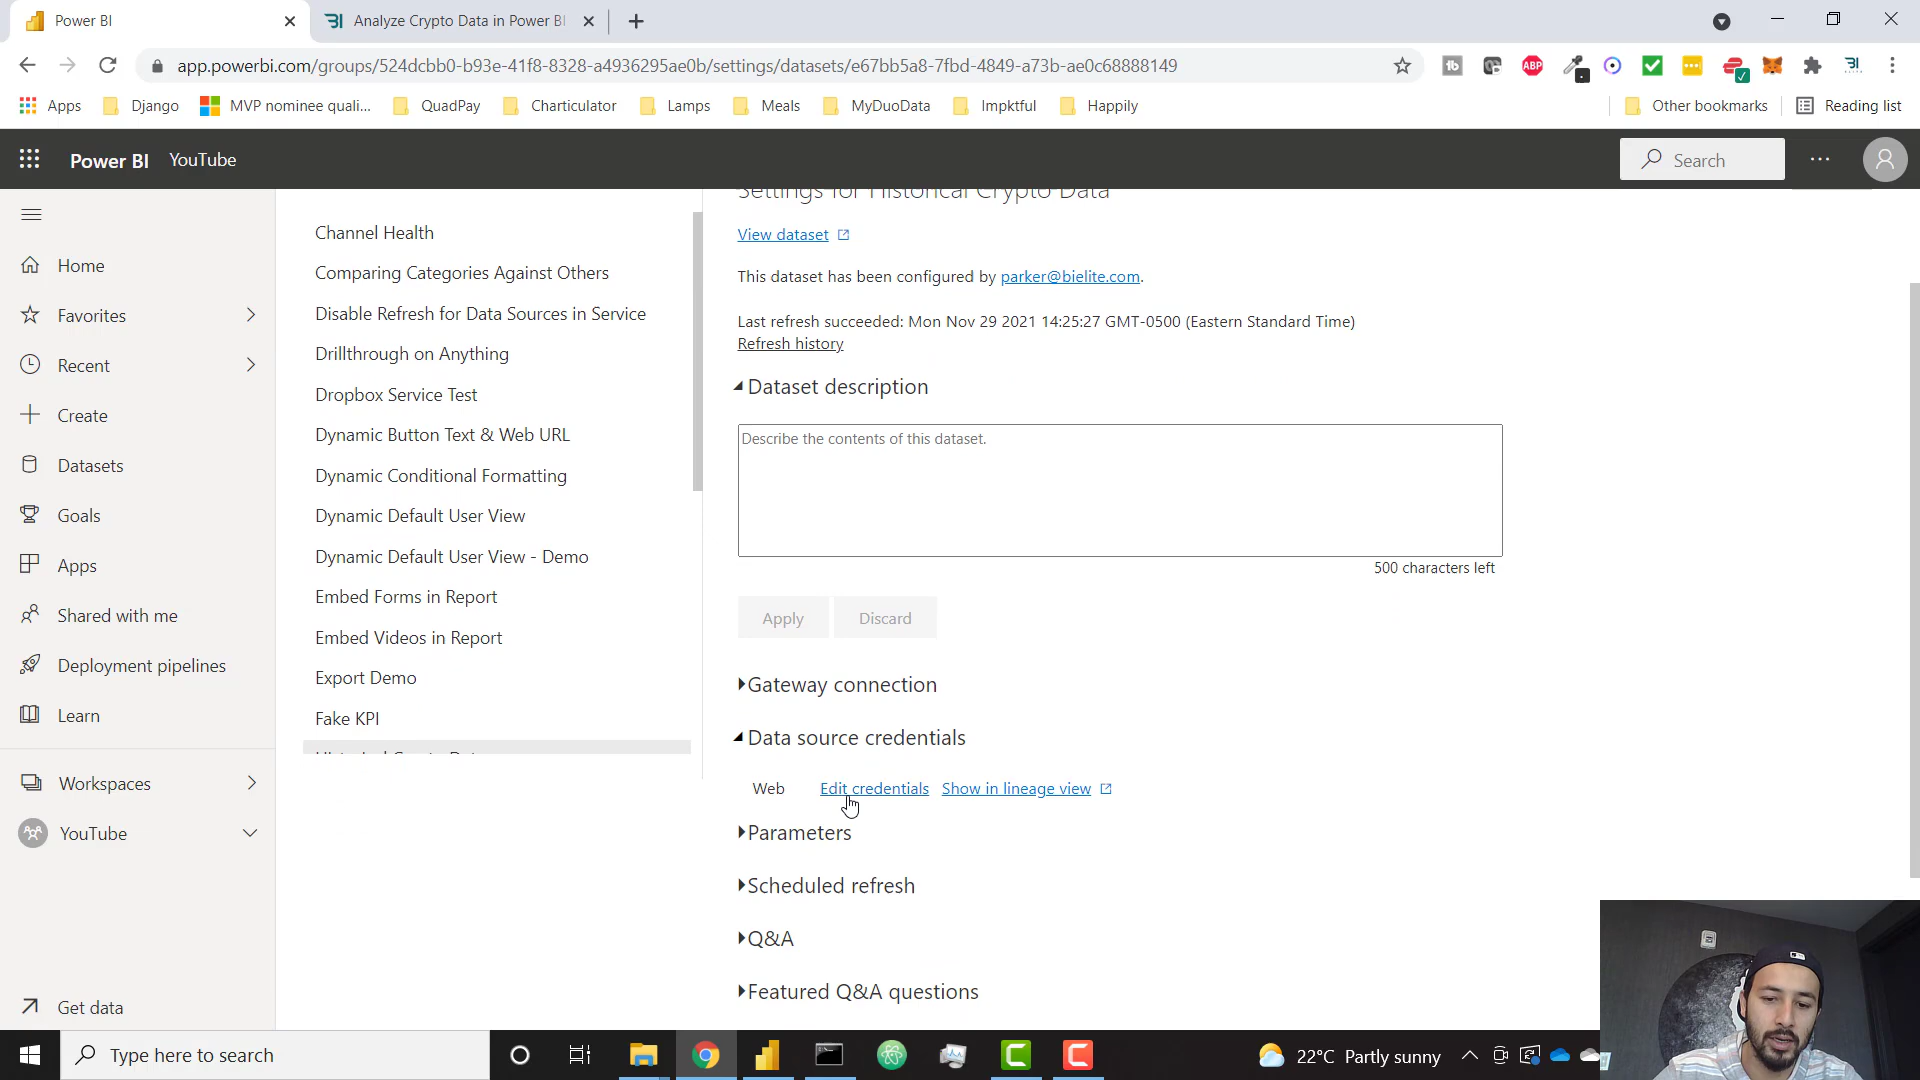 Power BI
Analyze Crypto Data in Power BI
app.powerbi.com/groups/524dcbb0-b93e-41f8-8328-a4936295ae0b/settings/datasets/e67bb5a8-7fbd-4849-a73b-ae0c68888149
Apps
Django
MVP nominee quali...
QuadPay
Charticulator
Lamps
Meals
MyDuoData
Impktful
Happily
Other bookmarks
Reading list
Power BI YouTube
Search
Home
Favorites
Recent
Create
Datasets
Goals
Apps
Shared with me
Deployment pipelines
Learn
Workspaces
YouTube
Get data
Channel Health
Comparing Categories Against Others
Disable Refresh for Data Sources in Service
Drillthrough on Anything
Dropbox Service Test
Dynamic Button Text & Web URL
Dynamic Conditional Formatting
Dynamic Default User View
Dynamic Default User View - Demo
Embed Forms in Report
Embed Videos in Report
Export Demo
Fake KPI
Settings for Historical Crypto Data
View dataset
This dataset has been configured by parker@bielite.com.
Last refresh succeeded: Mon Nov 29 2021 14:25:27 GMT-0500 (Eastern Standard Time)
Refresh history
Dataset description
Describe the contents of this dataset.
500 characters left
Apply
Discard
Gateway connection
Data source credentials
Web Edit credentials Show in lineage view
Parameters
Scheduled refresh
Q&A
Featured Q&A questions
Type here to search
22°C Partly sunny